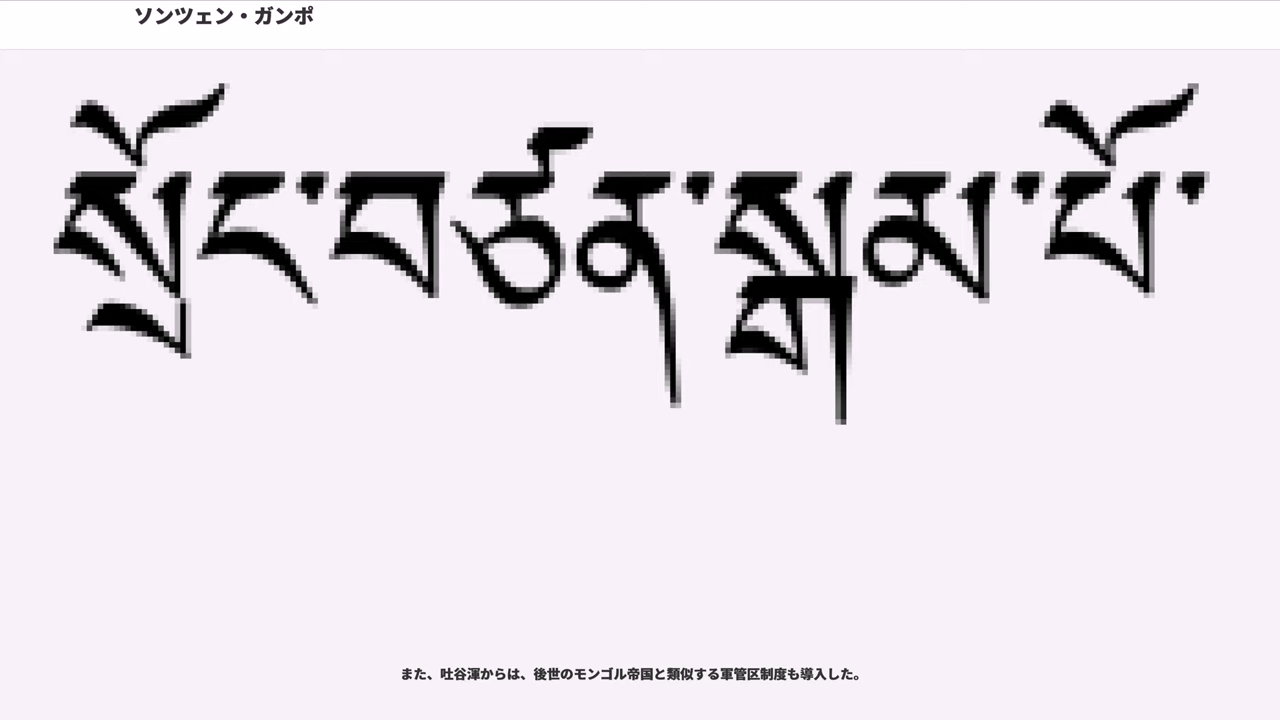 ソンツェン・ガンポ
སྲོང་བཙན་སྒམ་པོ་
また、吐谷渾からは、後世のモンゴル帝国と類似する軍管区制度も導入した。